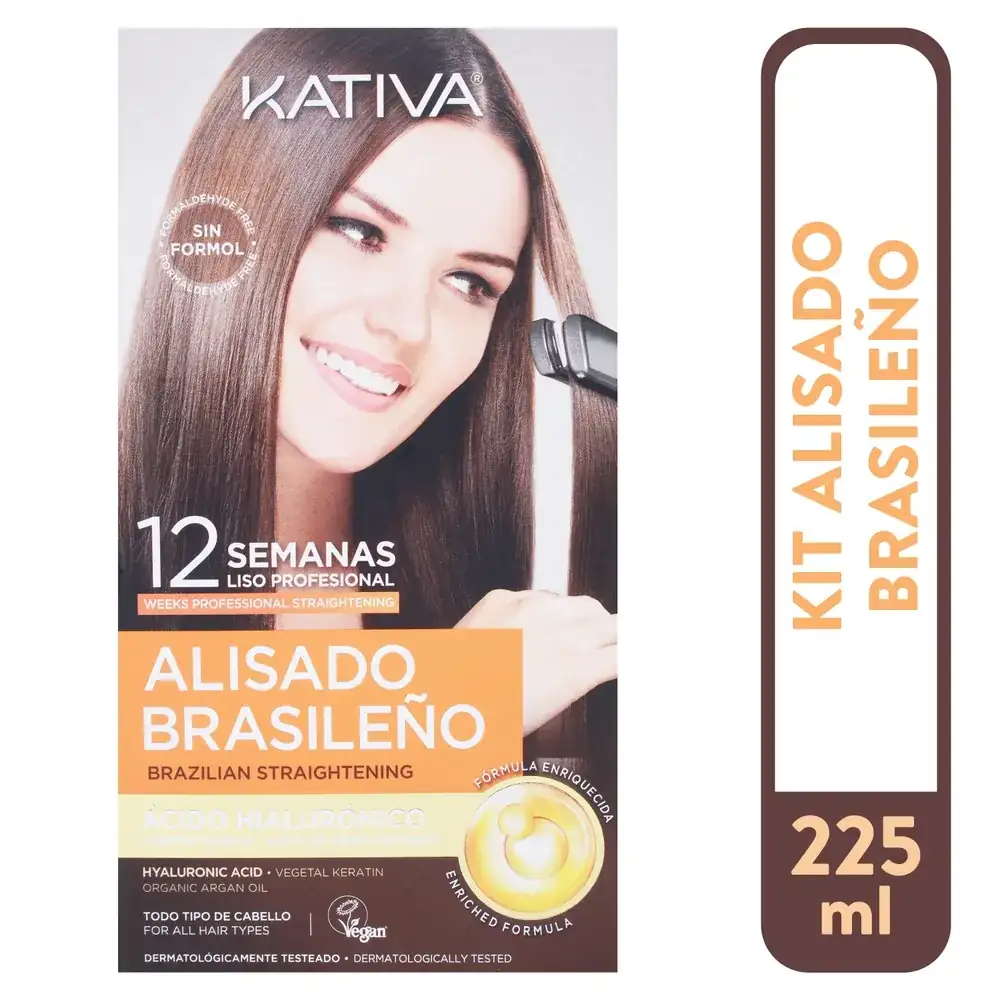 KATIVA®
FORMALDEHYDE FREE
SIN
FORMOL
FORMALDEHYDE FREE
12 SEMANAS
LISO PROFESIONAL
WEEKS PROFESSIONAL STRAIGHTENING
ALISADO
BRASILEÑO
BRAZILIAN STRAIGHTENING
ÁCIDO HIALURÓNICO
FÓRMULA ENRIQUECIDA
ENRICHED FORMULA
HYALURONIC ACID • VEGETAL KERATIN
ORGANIC ARGAN OIL
TODO TIPO DE CABELLO
FOR ALL HAIR TYPES
Vegan
DERMATOLÓGICAMENTE TESTEADO • DERMATOLOGICALLY TESTED
KIT ALISADO
BRASILEÑO
225
ml